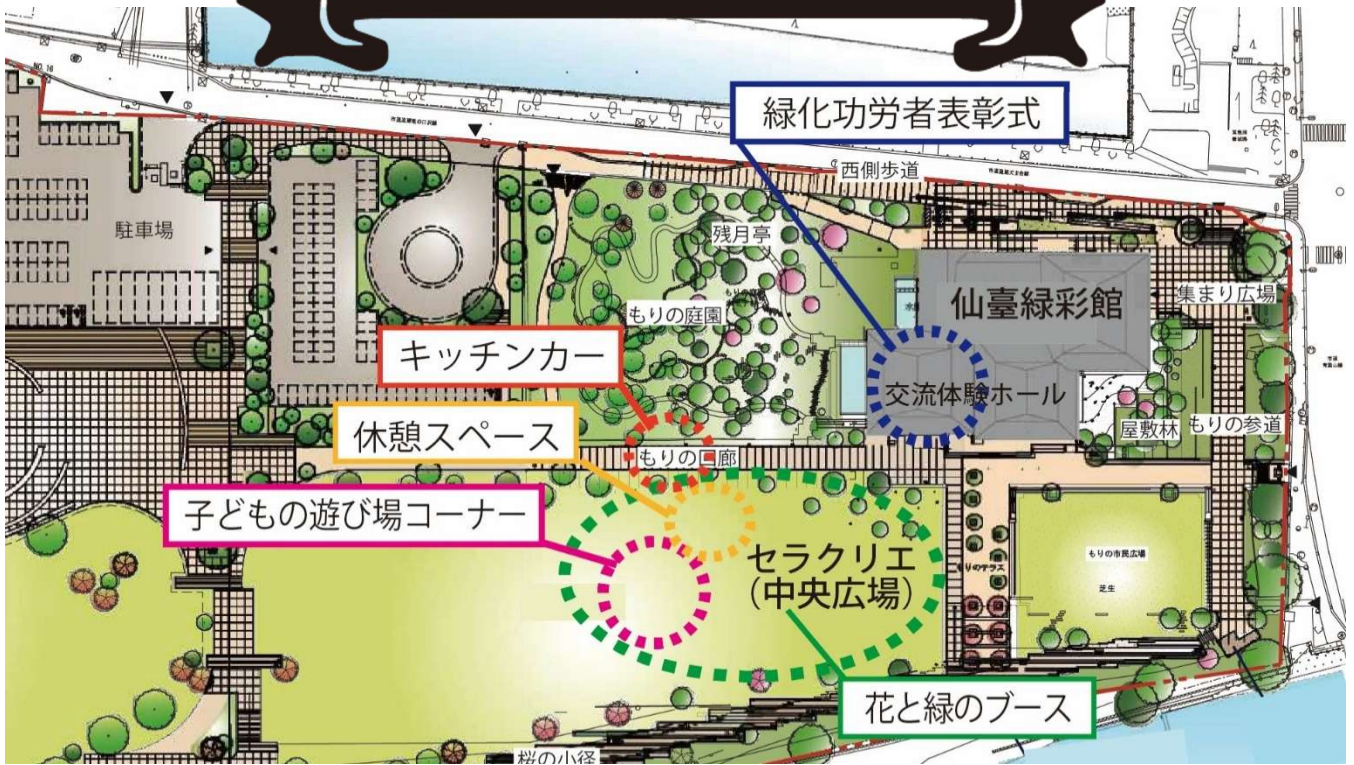 緑化功労者表彰式
NO. 16
西側歩道
駐車場
残月亭
もりの庭園
仙臺緑彩館
集まり広場
キッチンカー
交流体験ホール
休憩スペース
屋敷林
もりの参道
もりの回廊
子どもの遊び場コーナー
セラクリエ
(中央広場)
もりのテラス
もりの市民広場
芝生
花と緑のブース
桜の小径